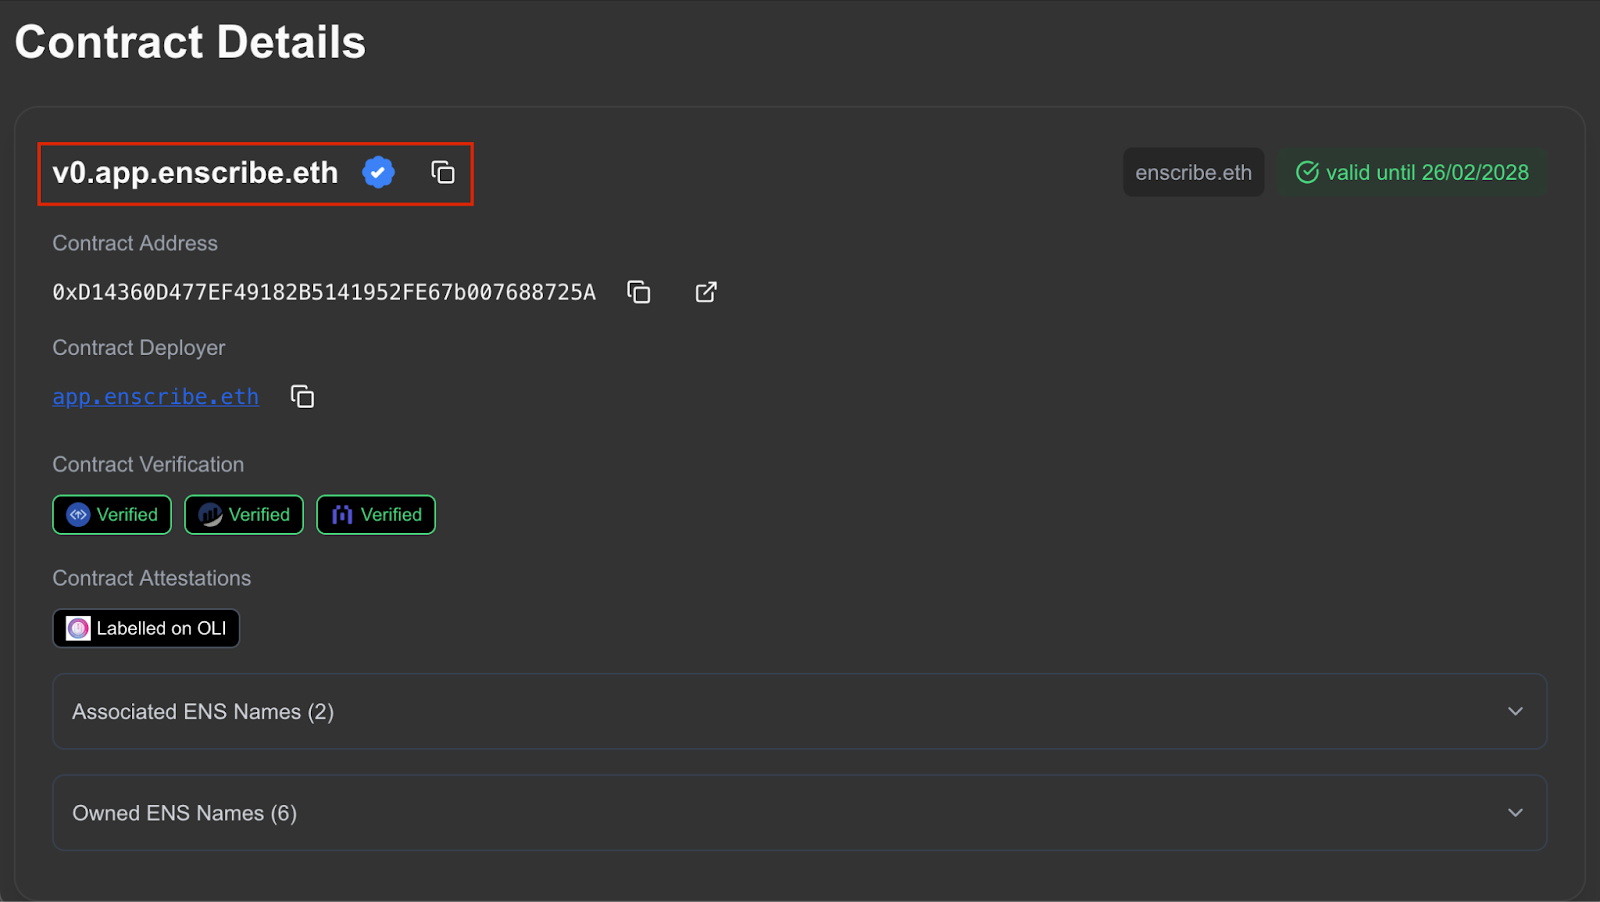 Contract Details
v0.app.enscribe.eth
enscribe.eth
valid until 26/02/2028
Contract Address
0xD14360D477EF49182B5141952FE67b007688725A
Contract Deployer
app.enscribe.eth
Contract Verification
Verified Verified Verified
Contract Attestations
Labelled on OLI
Associated ENS Names (2)
Owned ENS Names (6)